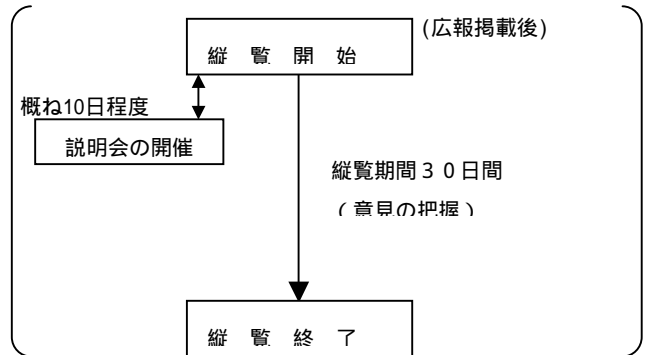 (広報掲載後)
縦 覧 開 始
概ね10日程度
説明会の開催
縦覧期間３０日間
（意見の把握）
縦 覧 終 了